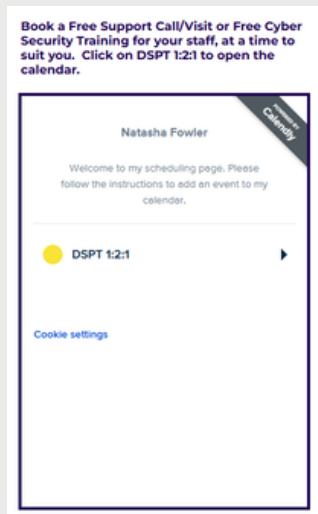 Book a Free Support Call/Visit or Free Cyber
Security Training for your staff, at a time to
suit you. Click on DSPT 1:2:1 to open the
calendar.
POWERED BY
Calendly
Natasha Fowler
Welcome to my scheduling page. Please
follow the instructions to add an event to my
calendar.
DSPT 1:2:1
Cookie settings